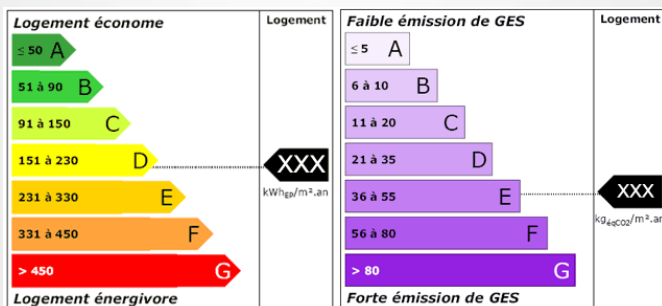 Logement économe
Logement
≤ 50 A
51 à 90 B
91 à 150 C
151 à 230 D
XXX
kWhEP/m².an
231 à 330 E
331 à 450 F
> 450 G
Logement énergivore
Faible émission de GES
Logement
≤ 5 A
6 à 10 B
11 à 20 C
21 à 35 D
36 à 55 E
XXX
kgéqCO2/m².an
56 à 80 F
> 80 G
Forte émission de GES